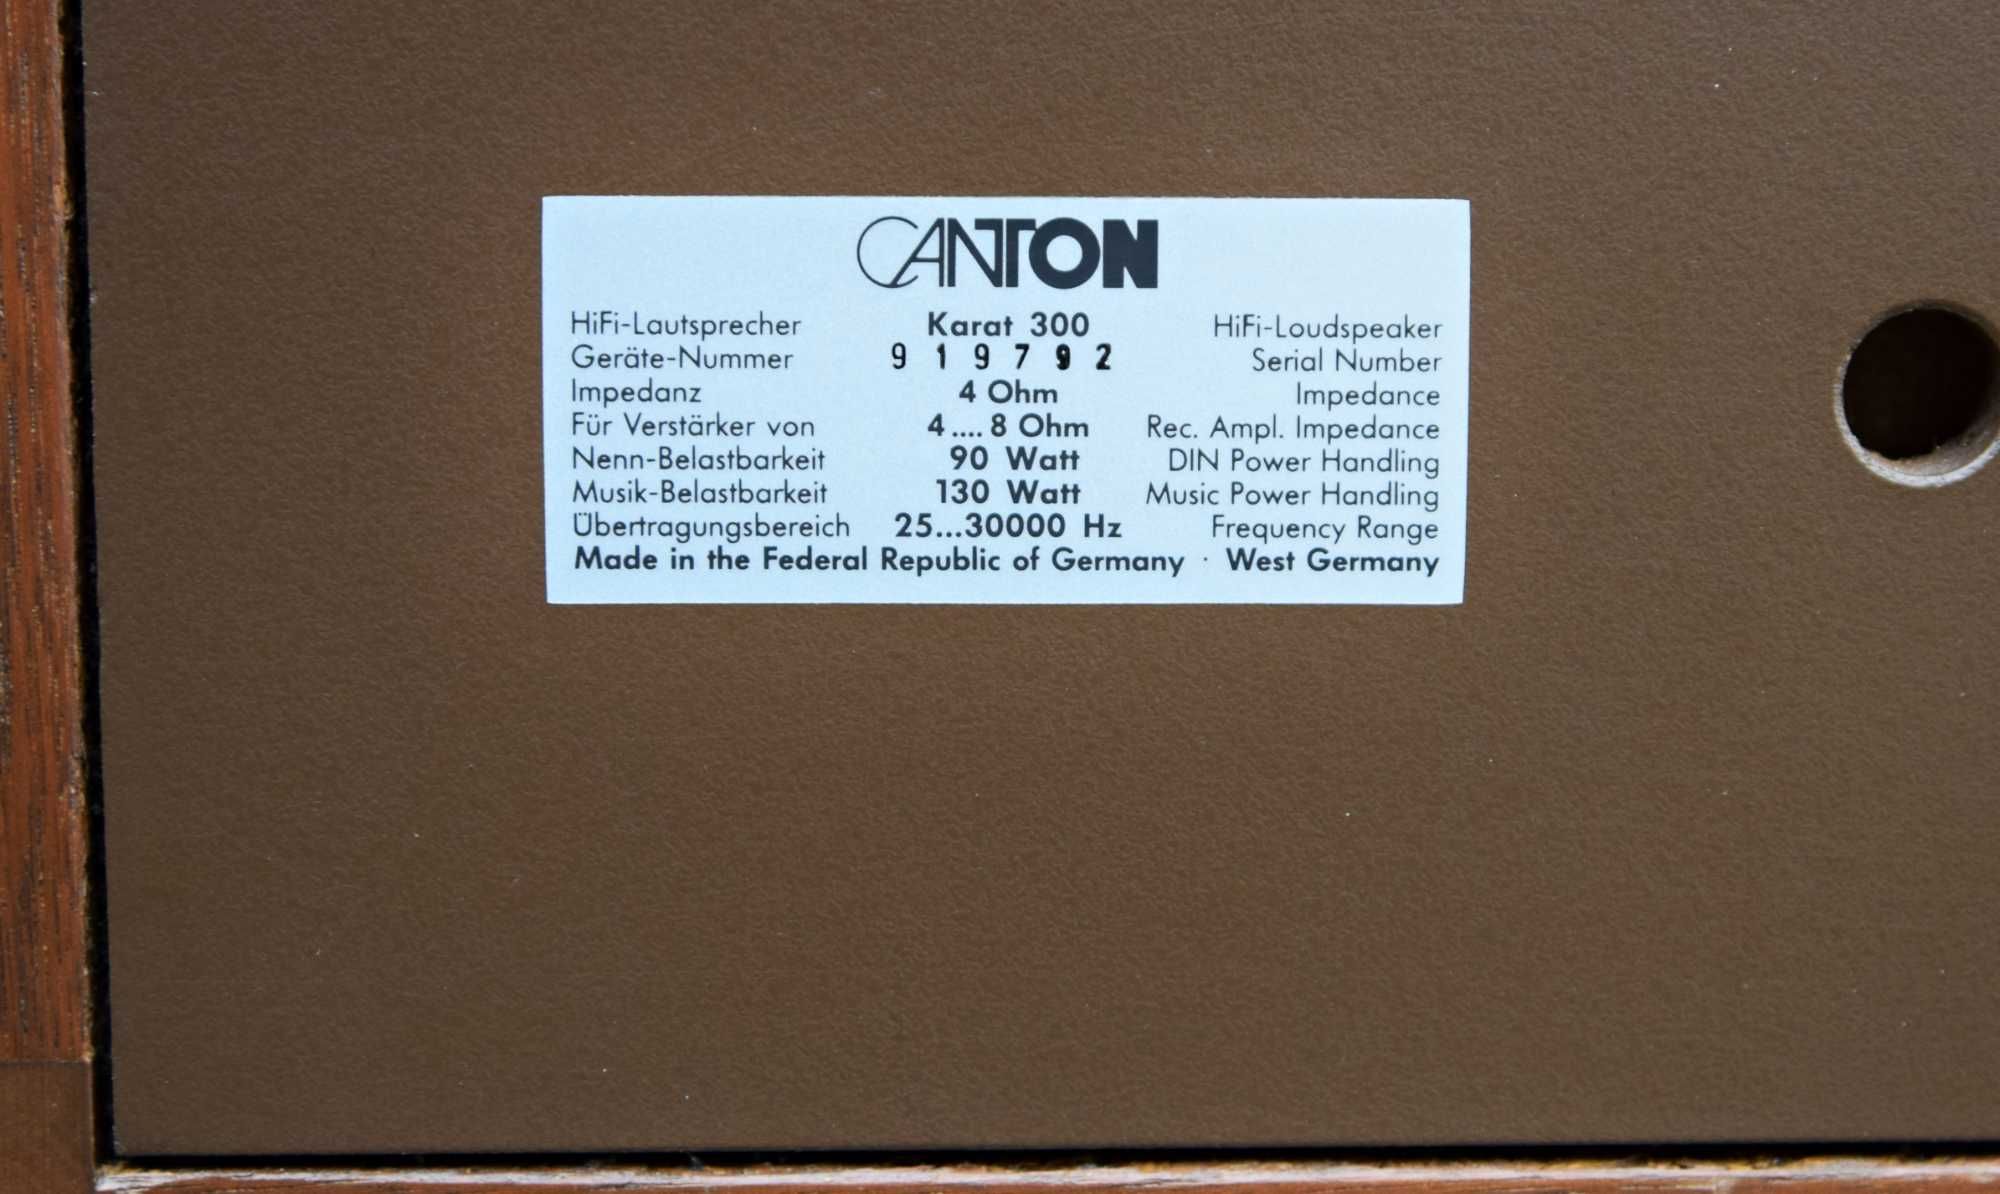 CANTON
HiFi-Lautsprecher Karat 300 HiFi-Loudspeaker
Geräte-Nummer 919792 Serial Number
Impedanz 4 Ohm Impedance
Für Verstärker von 4....8 Ohm Rec. Ampl. Impedance
Nenn-Belastbarkeit 90 Watt DIN Power Handling
Musik-Belastbarkeit 130 Watt Music Power Handling
Übertragungsbereich 25...30000 Hz Frequency Range
Made in the Federal Republic of Germany · West Germany